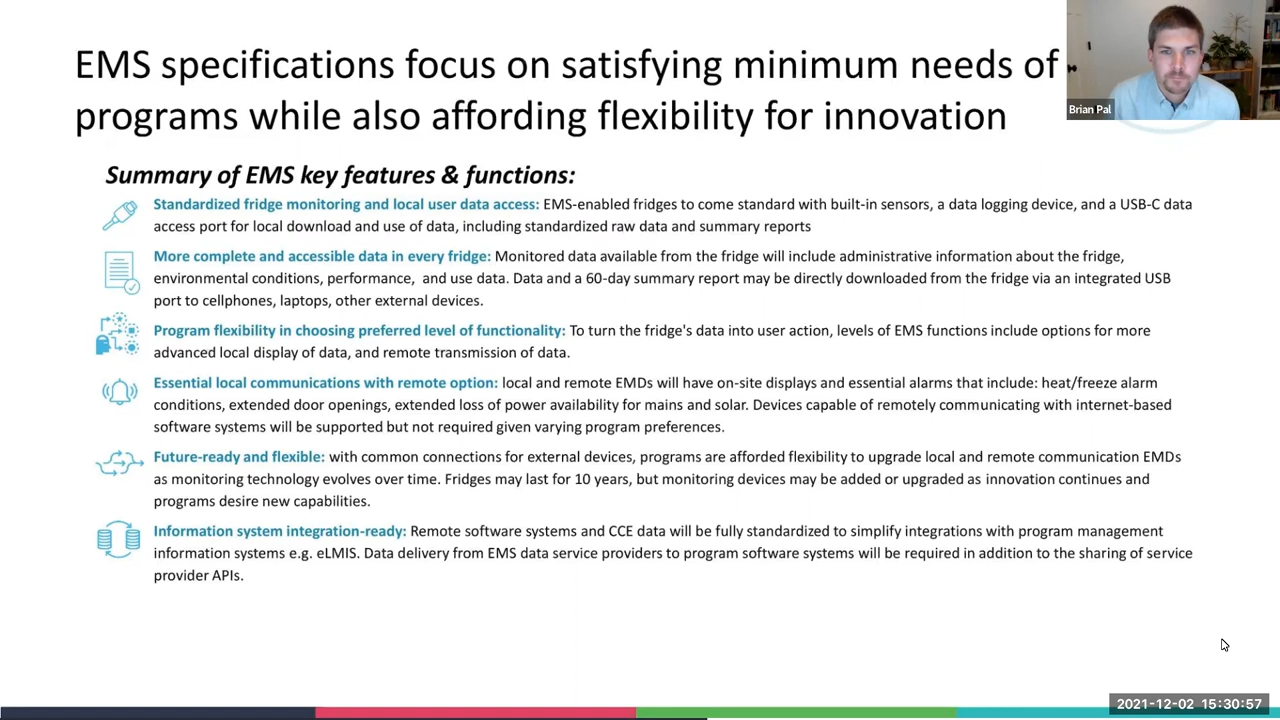 EMS specifications focus on satisfying minimum needs of
programs while also affording flexibility for innovation
Brian Pal
Summary of EMS key features & functions:
Standardized fridge monitoring and local user data access: EMS-enabled fridges to come standard with built-in sensors, a data logging device, and a USB-C data
access port for local download and use of data, including standardized raw data and summary reports
More complete and accessible data in every fridge: Monitored data available from the fridge will include administrative information about the fridge,
environmental conditions, performance, and use data. Data and a 60-day summary report may be directly downloaded from the fridge via an integrated USB
port to cellphones, laptops, other external devices.
Program flexibility in choosing preferred level of functionality: To turn the fridge's data into user action, levels of EMS functions include options for more
advanced local display of data, and remote transmission of data.
Essential local communications with remote option: local and remote EMDs will have on-site displays and essential alarms that include: heat/freeze alarm
conditions, extended door openings, extended loss of power availability for mains and solar. Devices capable of remotely communicating with internet-based
software systems will be supported but not required given varying program preferences.
Future-ready and flexible: with common connections for external devices, programs are afforded flexibility to upgrade local and remote communication EMDs
as monitoring technology evolves over time. Fridges may last for 10 years, but monitoring devices may be added or upgraded as innovation continues and
programs desire new capabilities.
Information system integration-ready: Remote software systems and CCE data will be fully standardized to simplify integrations with program management
information systems e.g. eLMIS. Data delivery from EMS data service providers to program software systems will be required in addition to the sharing of service
provider APIs.
2021-12-02 15:30:57